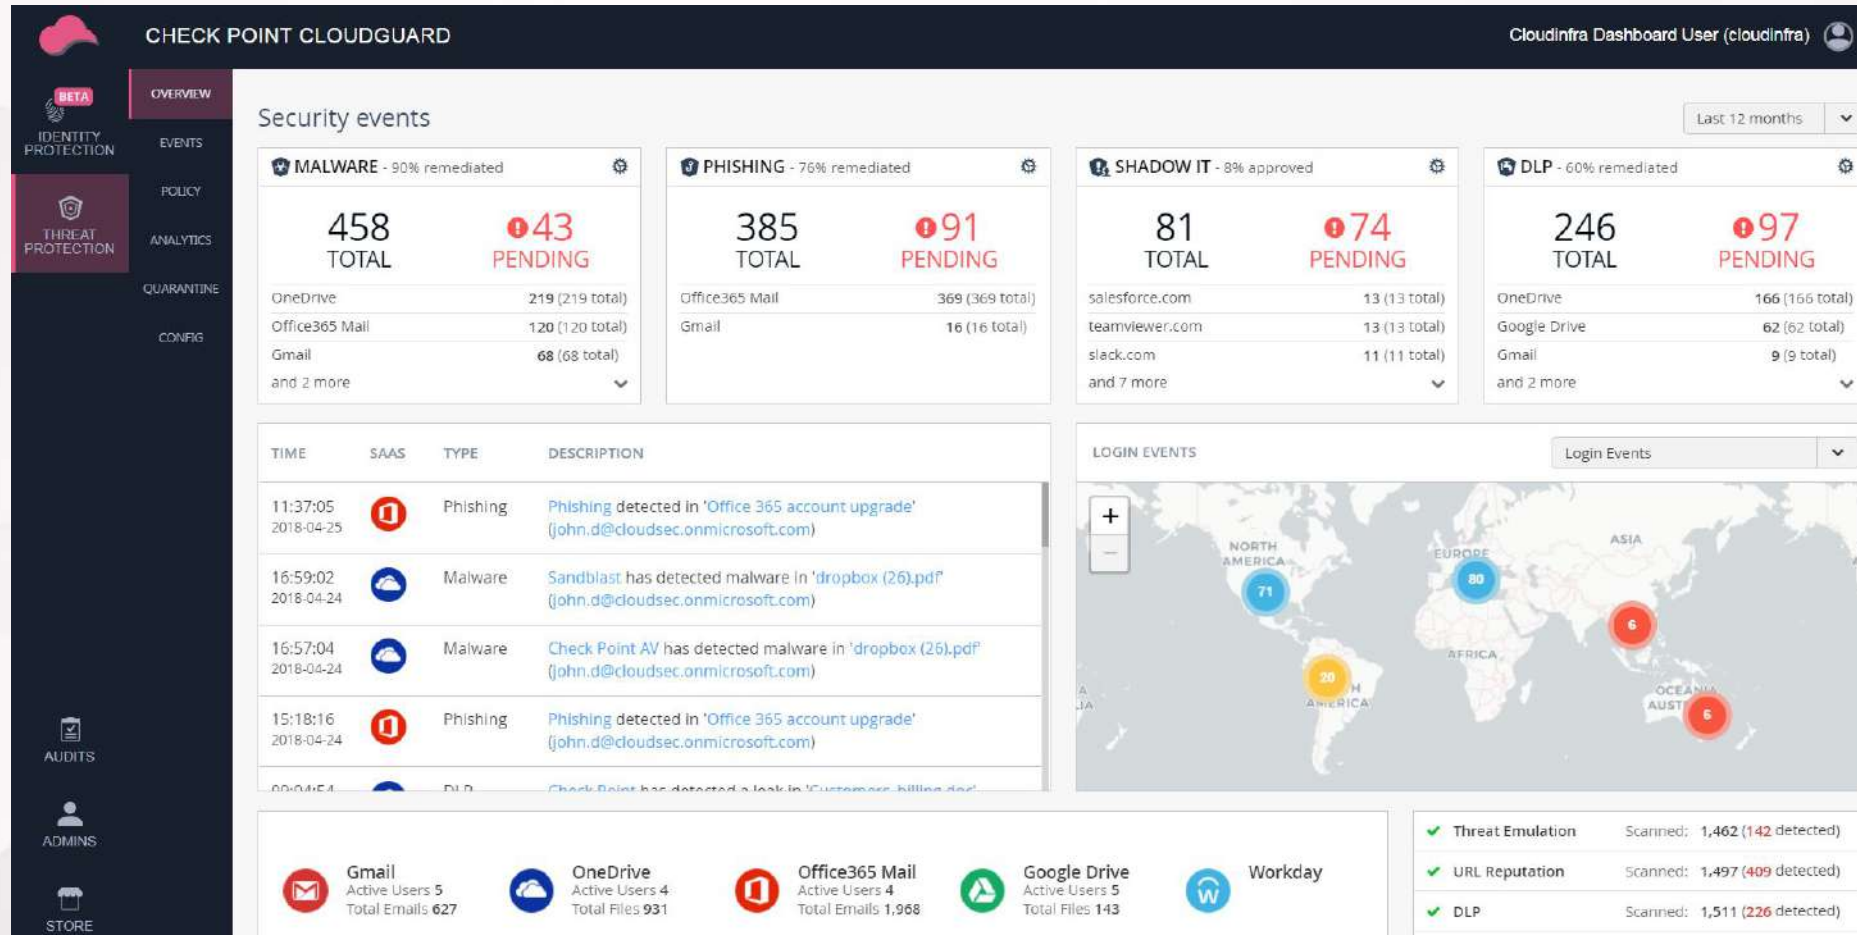 CHECK POINT CLOUDGUARD
Cloudinfra Dashboard User (cloudinfra)
BETA
IDENTITY
PROTECTION
THREAT
PROTECTION
AUDITS
ADMINS
STORE
OVERVIEW
EVENTS
POLICY
ANALYTICS
QUARANTINE
CONFIG
Security events
Last 12 months
MALWARE - 90% remediated
458 TOTAL
43 PENDING
OneDrive 219 (219 total)
Office365 Mail 120 (120 total)
Gmail 68 (68 total)
and 2 more
PHISHING - 76% remediated
385 TOTAL
91 PENDING
Office365 Mail 369 (369 total)
Gmail 16 (16 total)
SHADOW IT - 8% approved
81 TOTAL
74 PENDING
salesforce.com 13 (13 total)
teamviewer.com 13 (13 total)
slack.com 11 (11 total)
and 7 more
DLP - 60% remediated
246 TOTAL
97 PENDING
OneDrive 166 (166 total)
Google Drive 62 (62 total)
Gmail 9 (9 total)
and 2 more
TIME SAAS TYPE DESCRIPTION
11:37:05 Phishing Phishing detected in 'Office 365 account upgrade'
2018-04-25 (john.d@cloudsec.onmicrosoft.com)
16:59:02 Malware Sandblast has detected malware in 'dropbox (26).pdf'
2018-04-24 (john.d@cloudsec.onmicrosoft.com)
16:57:04 Malware Check Point AV has detected malware in 'dropbox (26).pdf'
2018-04-24 (john.d@cloudsec.onmicrosoft.com)
15:18:16 Phishing Phishing detected in 'Office 365 account upgrade'
2018-04-24 (john.d@cloudsec.onmicrosoft.com)
DLP Check Point has detected a leak in
LOGIN EVENTS
Login Events
+
−
NORTH
AMERICA
EUROPE
ASIA
AFRICA
AMERICA
71
80
6
20
6
Gmail
Active Users 5
Total Emails 627
OneDrive
Active Users 4
Total Files 931
Office365 Mail
Active Users 4
Total Emails 1,968
Google Drive
Active Users 5
Total Files 143
Workday
Threat Emulation Scanned: 1,462 (142 detected)
URL Reputation Scanned: 1,497 (409 detected)
DLP Scanned: 1,511 (226 detected)